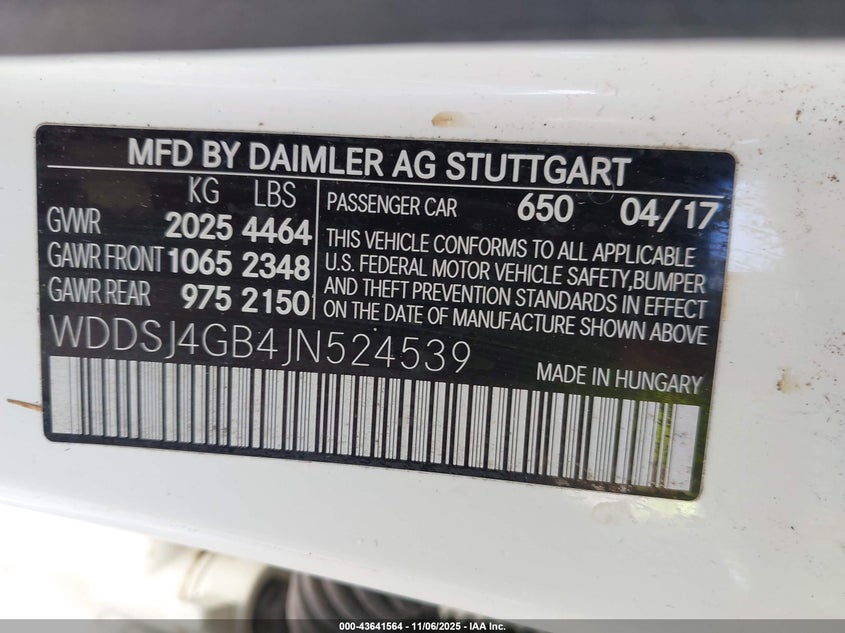 MFD BY DAIMLER AG STUTTGART
KG LBS
GVWR 2025 4464
GAWR FRONT 1065 2348
GAWR REAR 975 2150
PASSENGER CAR 650 04/17
THIS VEHICLE CONFORMS TO ALL APPLICABLE
U.S. FEDERAL MOTOR VEHICLE SAFETY,BUMPER
AND THEFT PREVENTION STANDARDS IN EFFECT
ON THE DATE OF MANUFACTURE SHOWN ABOVE
WDDSJ4GB4JN524539
MADE IN HUNGARY
000-43641564 — 11/06/2025 — IAA Inc.